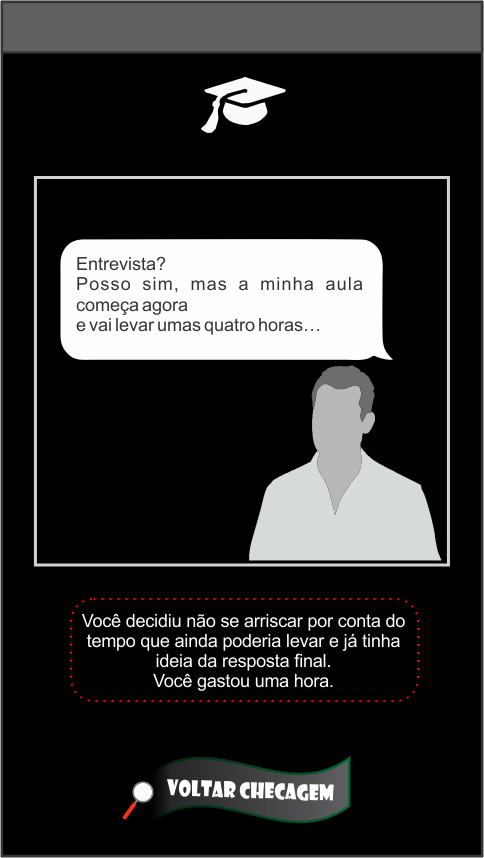 Entrevista?
Posso sim, mas a minha aula
começa agora
e vai levar umas quatro horas…
Você decidiu não se arriscar por conta do
tempo que ainda poderia levar e já tinha
ideia da resposta final.
Você gastou uma hora.
VOLTAR CHECAGEM